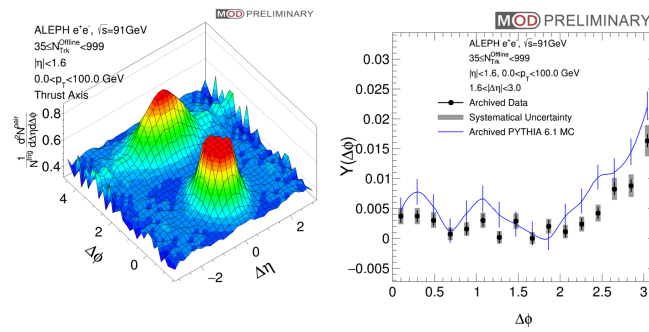 MOD PRELIMINARY
ALEPH e⁺e⁻, √s=91GeV
35≤N_Trk^Offline<999
|η|<1.6
0.0<p_T<100.0 GeV
Thrust Axis
1/N^trig d²N^pair/dΔηdΔφ
0.8
0.6
0.4
4
2
0
Δφ
−2
0
2
Δη
MOD PRELIMINARY
ALEPH e⁺e⁻, √s=91GeV
35≤N_Trk^Offline<999
|η|<1.6, 0.0<p_T<100.0 GeV
1.6<|Δη|<3.0
Archived Data
Systematical Uncertainty
Archived PYTHIA 6.1 MC
Y(Δφ)
0.03
0.025
0.02
0.015
0.01
0.005
0
−0.005
0 0.5 1 1.5 2 2.5 3
Δφ